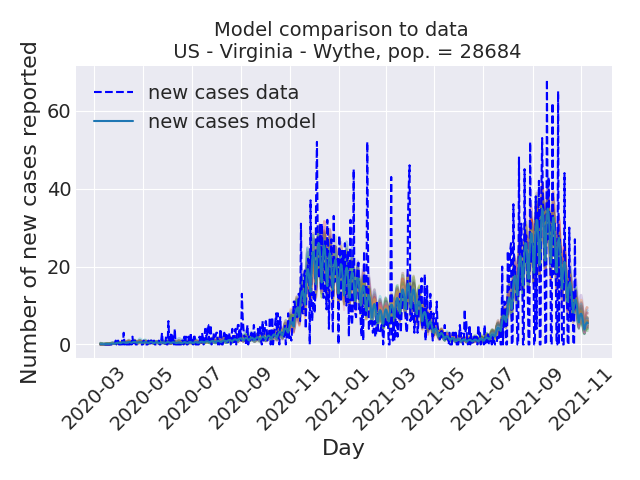 Model comparison to data
US - Virginia - Wythe, pop. = 28684
new cases data
new cases model
Number of new cases reported
60
40
20
0
2020-03
2020-05
2020-07
2020-09
2020-11
2021-01
2021-03
2021-05
2021-07
2021-09
2021-11
Day